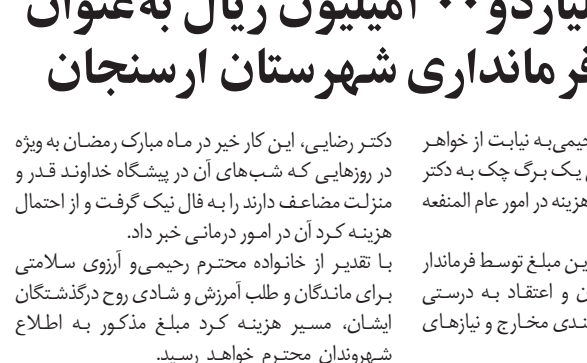 میلیون ریال به‌عنوان
فرمانداری شهرستان ارسنجان
حیمی‌به نیابت از خواهر
یک برگ چک به دکتر
هزینه در امور عام المنفعه
ین مبلغ توسط فرماندار
ن و اعتقاد به درستی
ندی مخارج و نیازهای
دکتر رضایی، این کار خیر در ماه مبارک رمضان به ویژه
در روزهایی که شب‌های آن در پیشگاه خداوند قدر و
منزلت مضاعف دارند را به فال نیک گرفت و از احتمال
هزینه کرد آن در امور درمانی خبر داد.
با تقدیر از خانواده محترم رحیمی‌و آرزوی سلامتی
برای ماندگان و طلب آمرزش و شادی روح درگذشتگان
ایشان، مسیر هزینه کرد مبلغ مذکور به اطلاع
شهروندان محترم خواهد رسید.